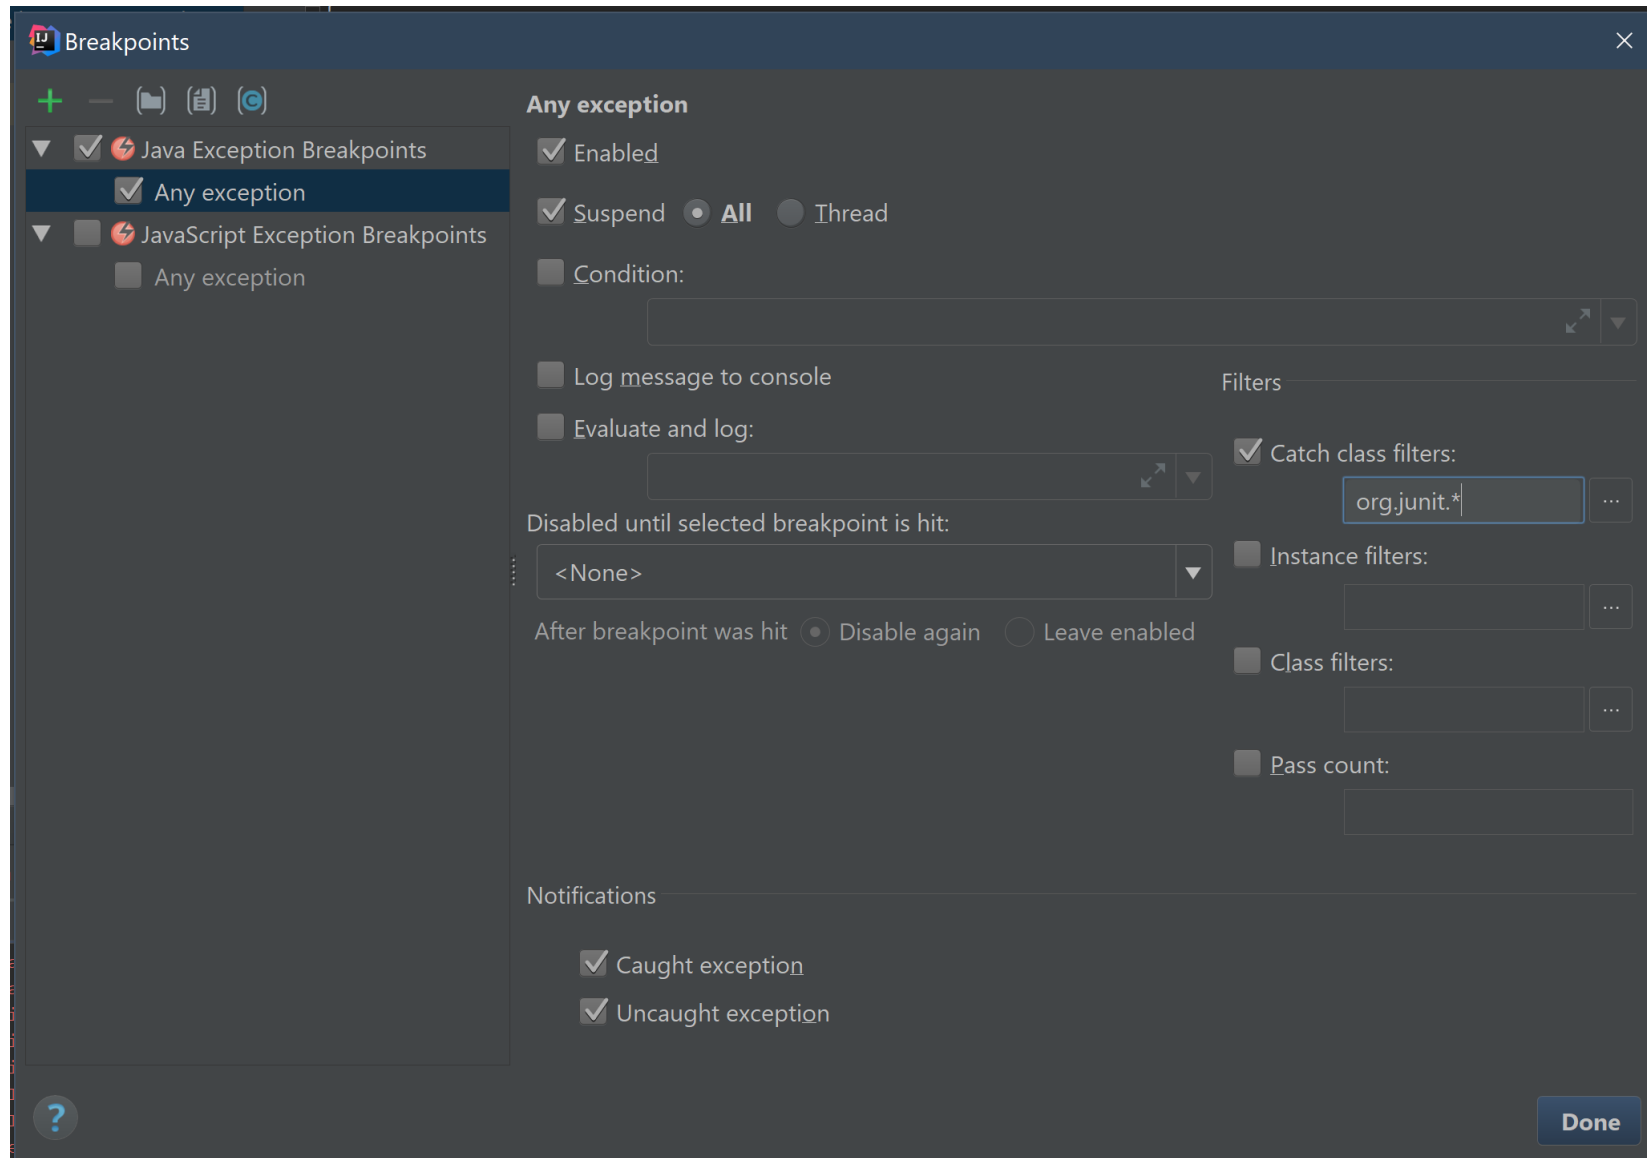 IJ Breakpoints
Java Exception Breakpoints
Any exception
JavaScript Exception Breakpoints
Any exception
Any exception
Enabled
Suspend All Thread
Condition:
Log message to console
Evaluate and log:
Disabled until selected breakpoint is hit:
<None>
After breakpoint was hit Disable again Leave enabled
Filters
Catch class filters:
org.junit.* ...
Instance filters:
...
Class filters:
...
Pass count:
Notifications
Caught exception
Uncaught exception
? Done